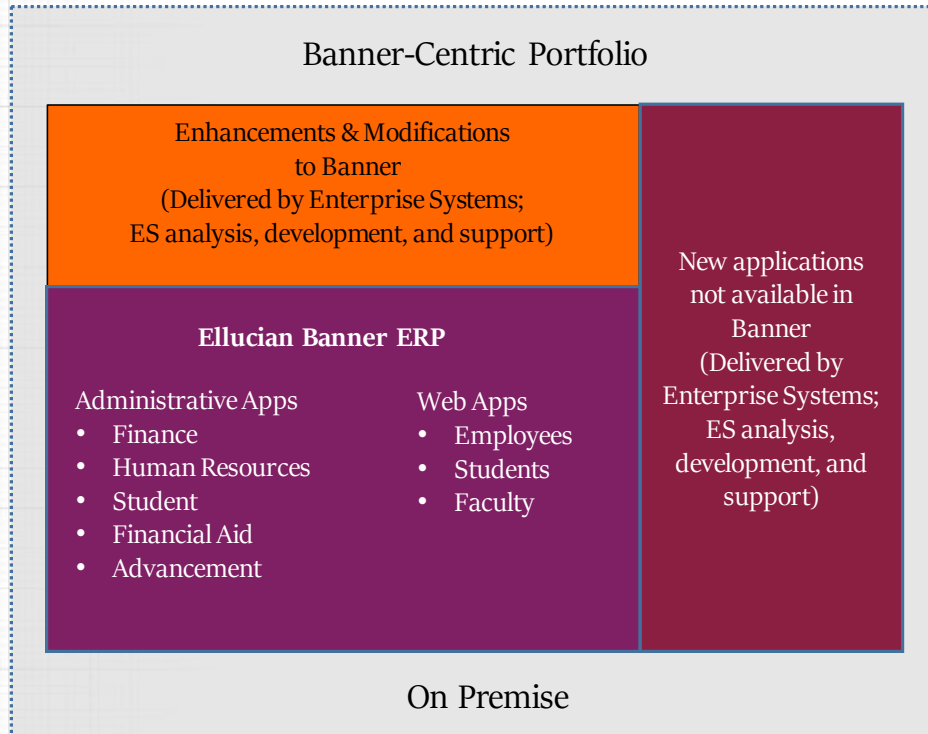 Banner-Centric Portfolio
Enhancements & Modifications
to Banner
(Delivered by Enterprise Systems;
ES analysis, development, and support)
Ellucian Banner ERP
Administrative Apps
• Finance
• Human Resources
• Student
• Financial Aid
• Advancement
Web Apps
• Employees
• Students
• Faculty
New applications
not available in
Banner
(Delivered by
Enterprise Systems;
ES analysis,
development, and
support)
On Premise